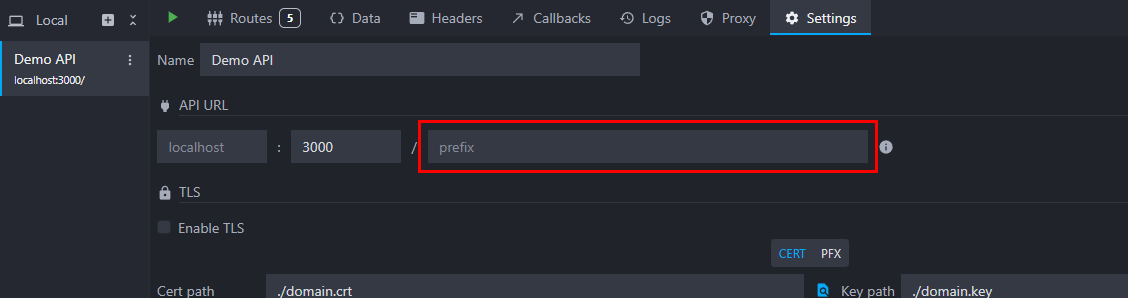 Local
Routes 5 Data Headers Callbacks Logs Proxy Settings
Demo API
localhost:3000/
Name Demo API
API URL
localhost : 3000 / prefix
TLS
Enable TLS
CERT PFX
Cert path ./domain.crt Key path ./domain.key